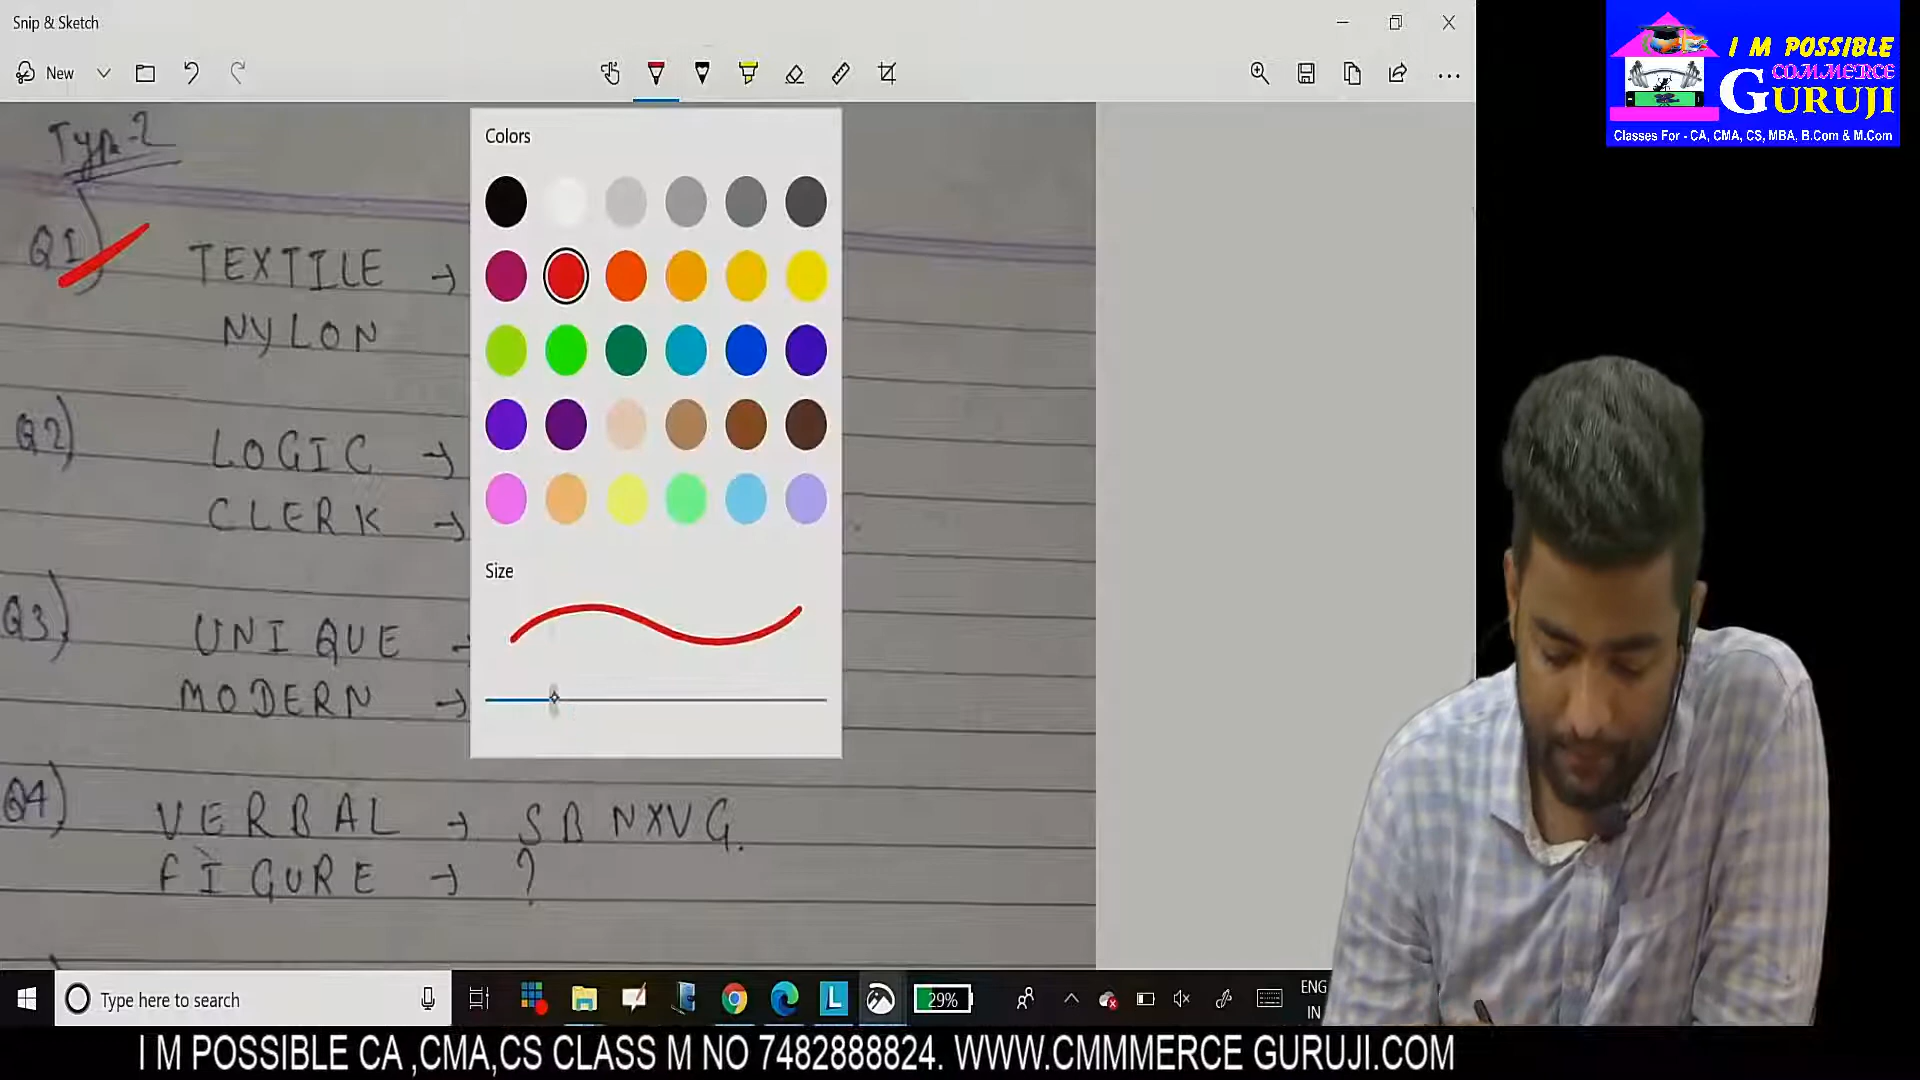 Snip & Sketch
New
I M POSSIBLE
COMMERCE
GURUJI
Classes For - CA, CMA, CS, MBA, B.Com & M.Com
Type-2
Colors
Q1)
TEXTILE →
NYLON
Q2)
LOGIC →
CLERK →
Size
Q3)
UNIQUE →
MODERN →
Q4)
VERBAL → SBNXVG.
FIGURE → ?
Type here to search
29%
ENG
IN
I M POSSIBLE CA ,CMA,CS CLASS M NO 7482888824. WWW.CMMMERCE GURUJI.COM